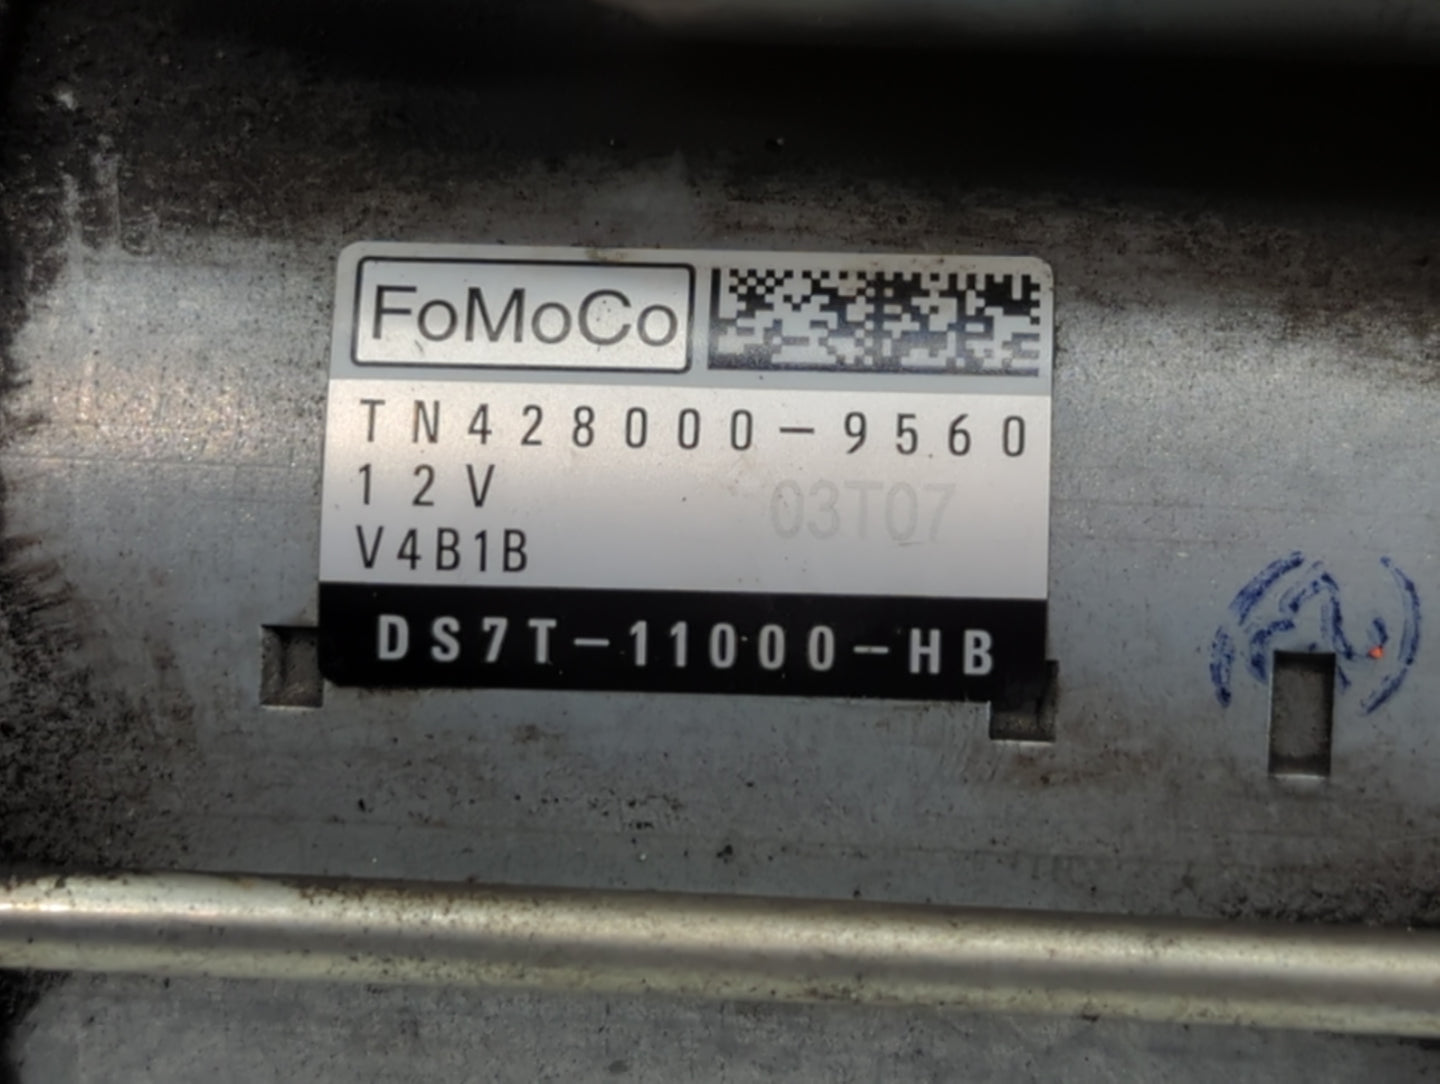 FoMoCo
TN428000-9560
12V
03T07
V4B1B
DS7T-11000-HB